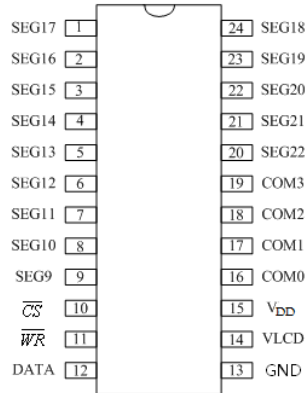 SEG17 1 24 SEG18
SEG16 2 23 SEG19
SEG15 3 22 SEG20
SEG14 4 21 SEG21
SEG13 5 20 SEG22
SEG12 6 19 COM3
SEG11 7 18 COM2
SEG10 8 17 COM1
SEG9 9 16 COM0
C̅S̅ 10 15 VDD
W̅R̅ 11 14 VLCD
DATA 12 13 GND